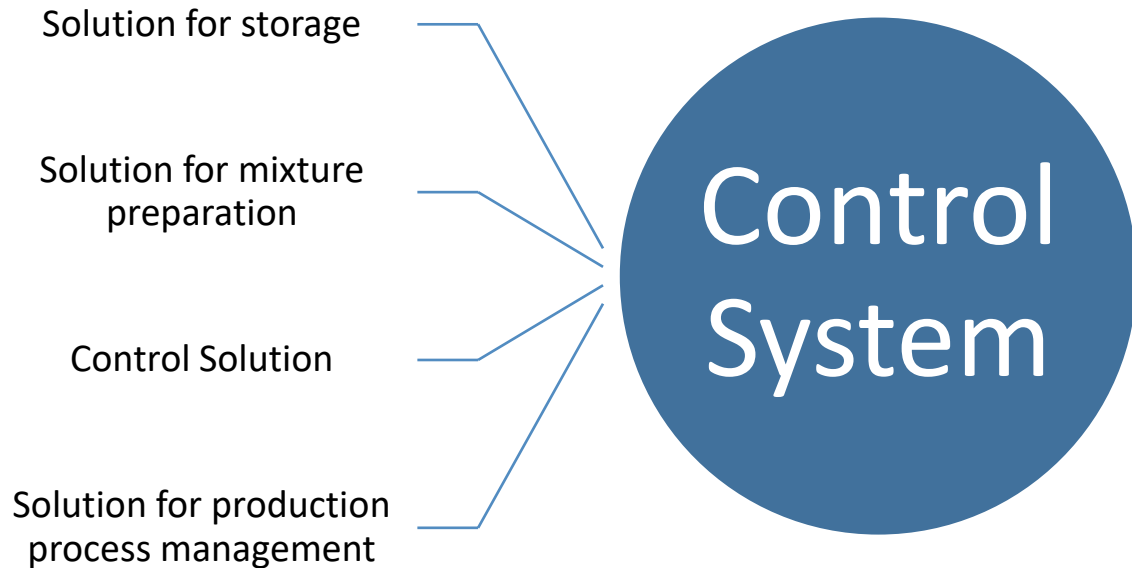 Solution for storage
Solution for mixture
preparation
Control Solution
Solution for production
process management
Control
System